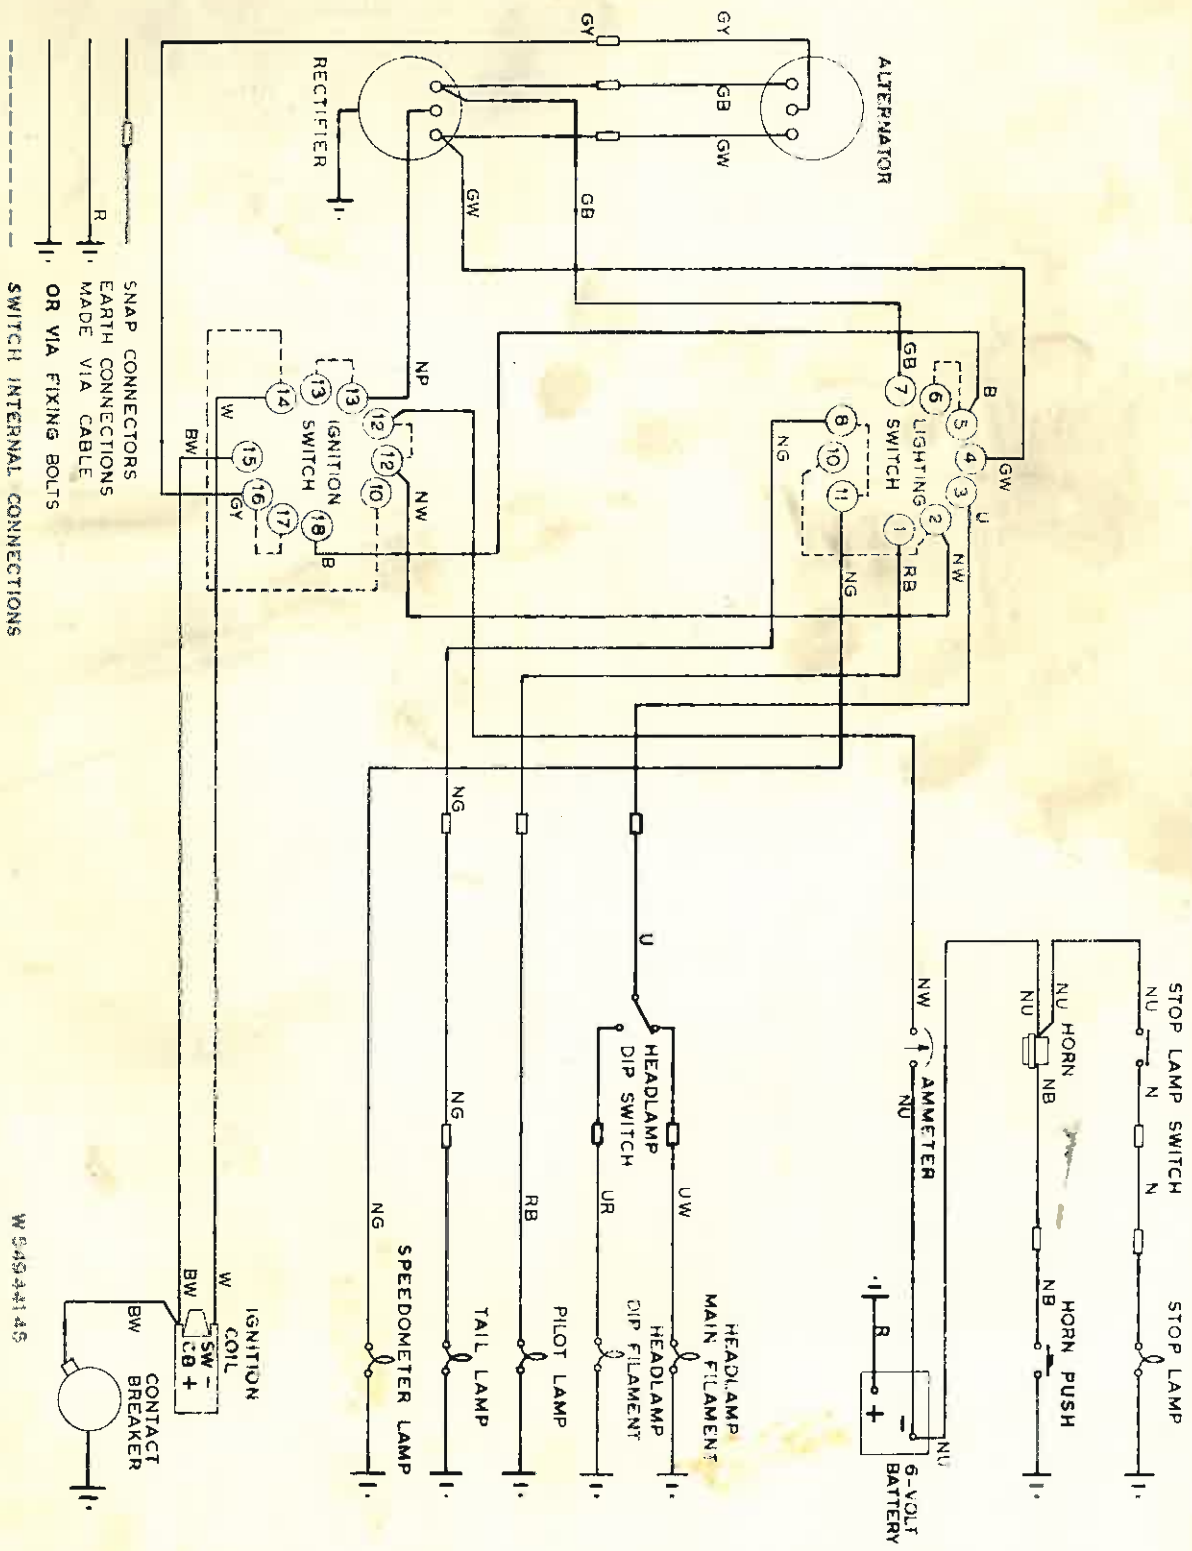 ALTERNATOR
GY
GB
GW
GY
RECTIFIER
GB
GW
NP
GB
B
GW
7
6
5
4
3
2
1
8
10
11
LIGHTING
SWITCH
NG
U
NW
RB
NG
14
13
13
12
12
10
15
16
17
18
IGNITION
SWITCH
W
BW
GY
B
NW
NG
U
NG
STOP LAMP SWITCH
NU
N
N
STOP LAMP
NU
NU
HORN
NB
NB
HORN PUSH
NW
AMMETER
NU
NU
R
+
-
6-VOLT
BATTERY
HEADLAMP
DIP SWITCH
UW
UR
HEADLAMP
MAIN FILAMENT
HEADLAMP
DIP FILAMENT
RB
PILOT LAMP
TAIL LAMP
NG
SPEEDOMETER LAMP
W
BW
IGNITION
COIL
SW -
CB +
BW
CONTACT
BREAKER
SNAP CONNECTORS
R
EARTH CONNECTIONS
MADE VIA CABLE
OR VIA FIXING BOLTS
SWITCH INTERNAL CONNECTIONS